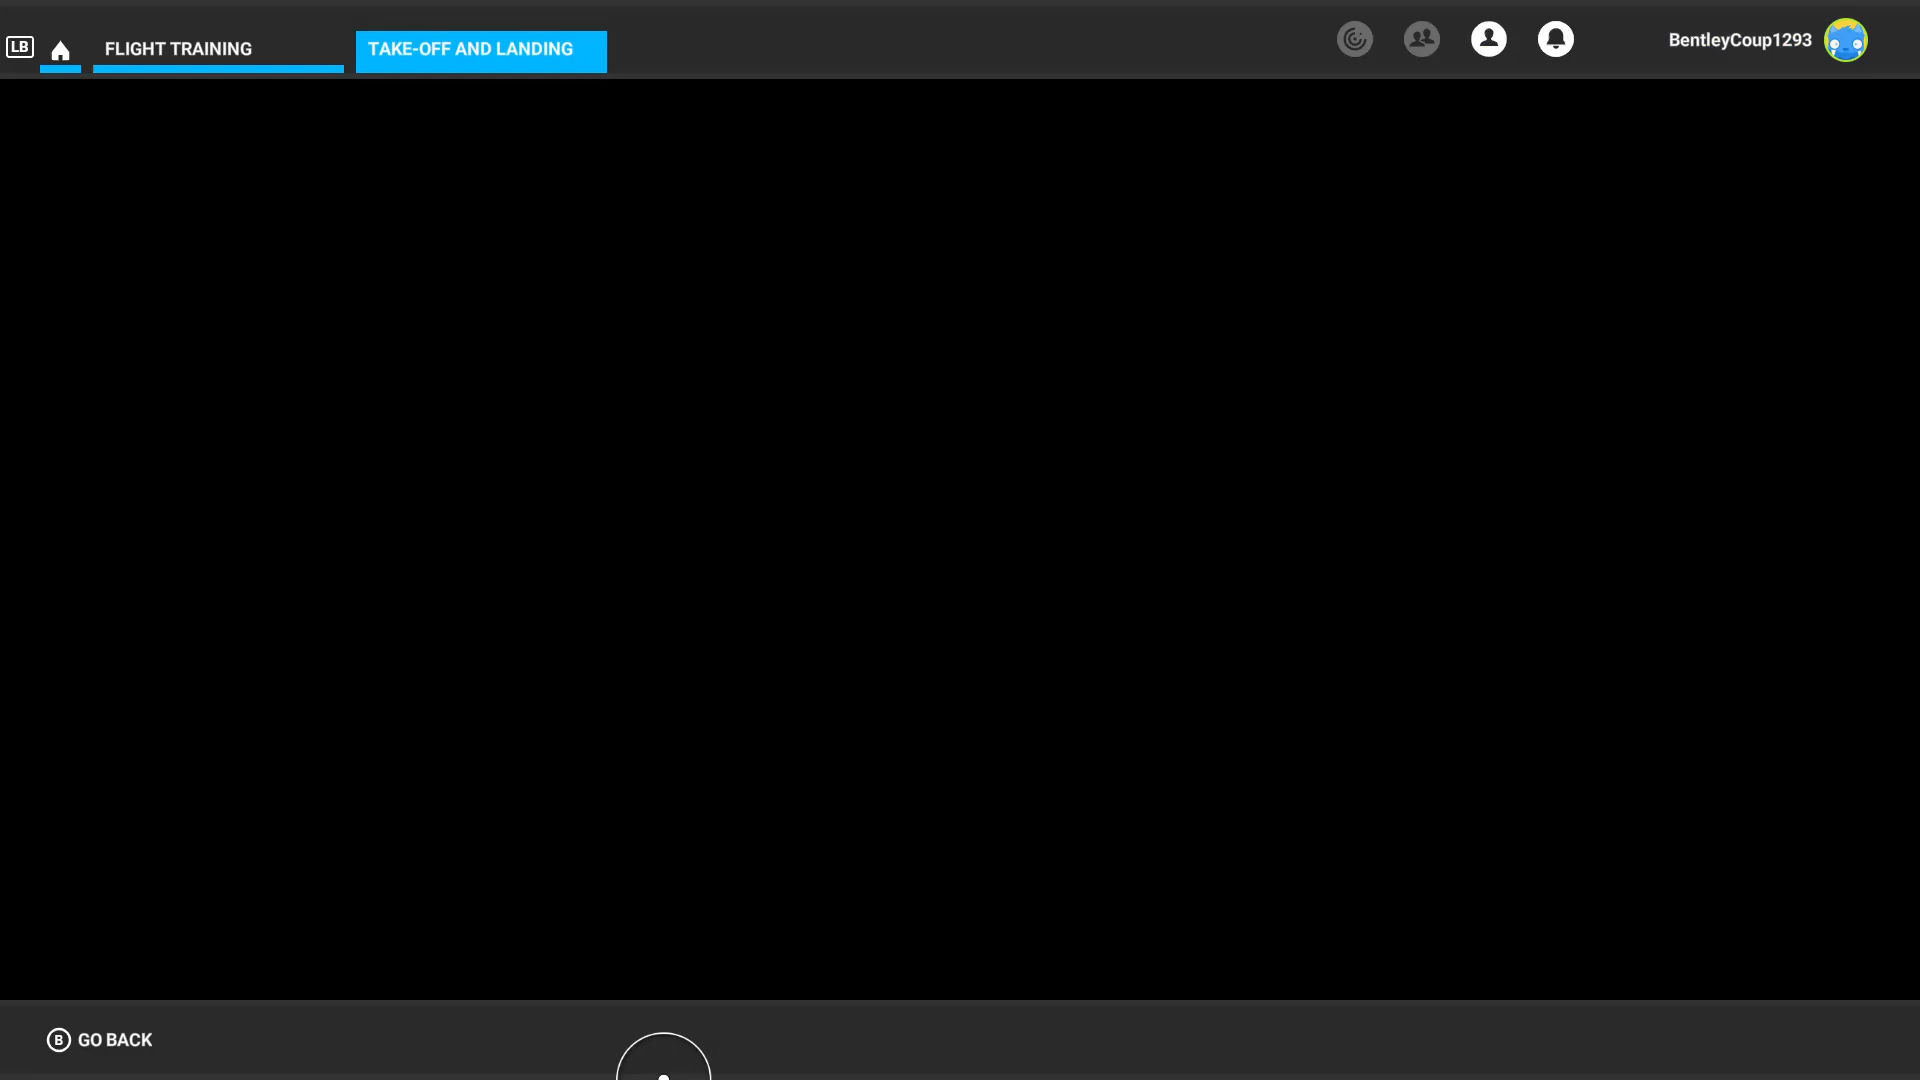 LB
FLIGHT TRAINING
TAKE-OFF AND LANDING
BentleyCoup1293
B GO BACK